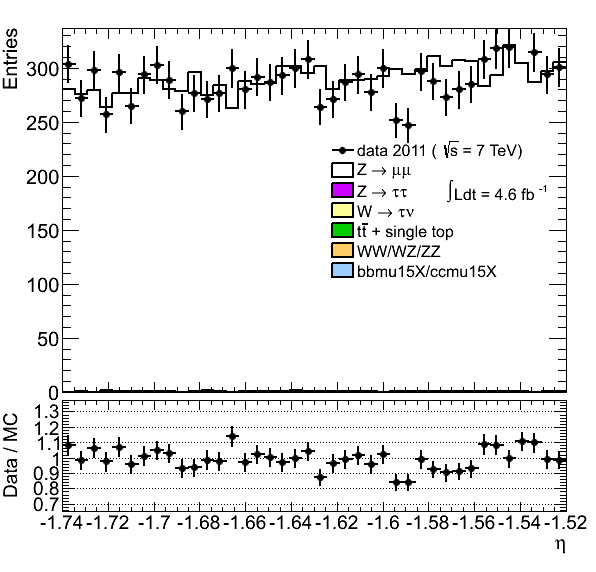 Entries
300
250
200
150
100
50
0
data 2011 ( √s = 7 TeV)
Z → μμ
Z → ττ
∫Ldt = 4.6 fb⁻¹
W → τν
tt̄ + single top
WW/WZ/ZZ
bbmu15X/ccmu15X
Data / MC
1.3
1.2
1.1
1
0.9
0.8
0.7
-1.74 -1.72 -1.7 -1.68 -1.66 -1.64 -1.62 -1.6 -1.58 -1.56 -1.54 -1.52
η